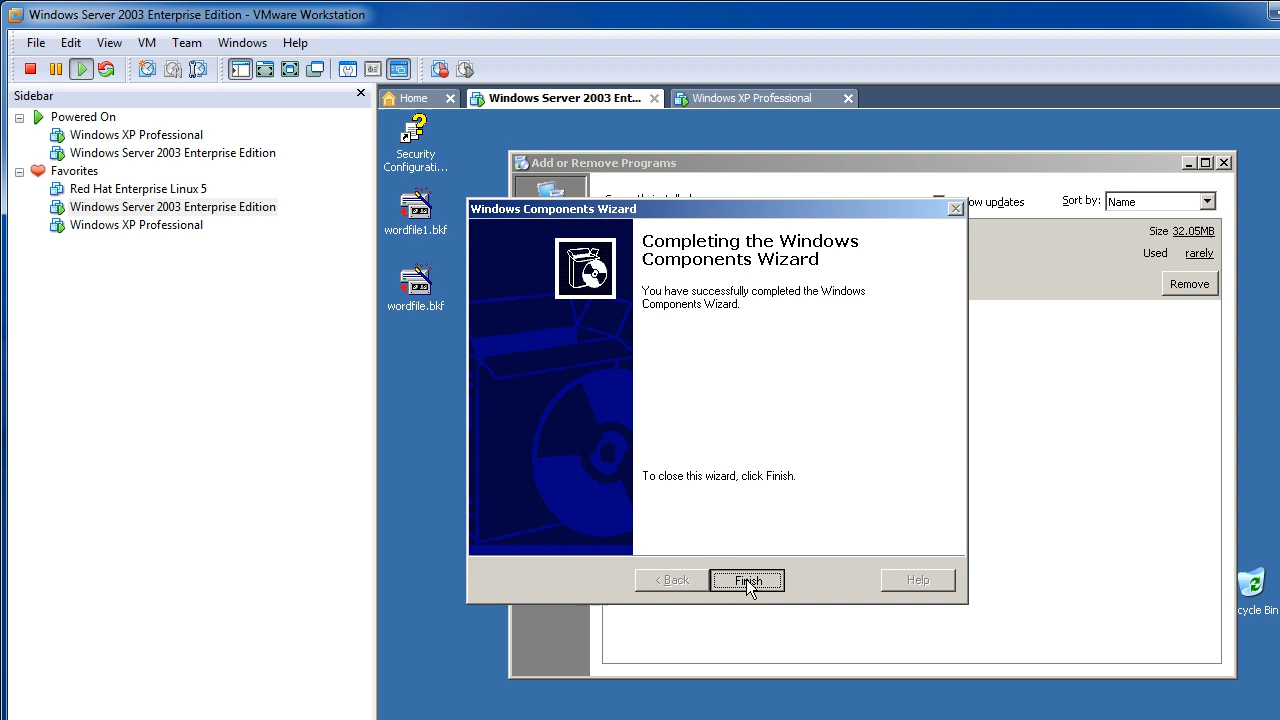 Windows Server 2003 Enterprise Edition - VMware Workstation
File Edit View VM Team Windows Help
Sidebar
Powered On
Windows XP Professional
Windows Server 2003 Enterprise Edition
Favorites
Red Hat Enterprise Linux 5
Windows Server 2003 Enterprise Edition
Windows XP Professional
Home
Windows Server 2003 Ent...
Windows XP Professional
Security
Configurati...
wordfile1.bkf
wordfile.bkf
Add or Remove Programs
updates
Sort by: Name
Size 32.05MB
Used rarely
Remove
Windows Components Wizard
Completing the Windows
Components Wizard
You have successfully completed the Windows
Components Wizard.
To close this wizard, click Finish.
< Back
Finish
Help
cycle Bin